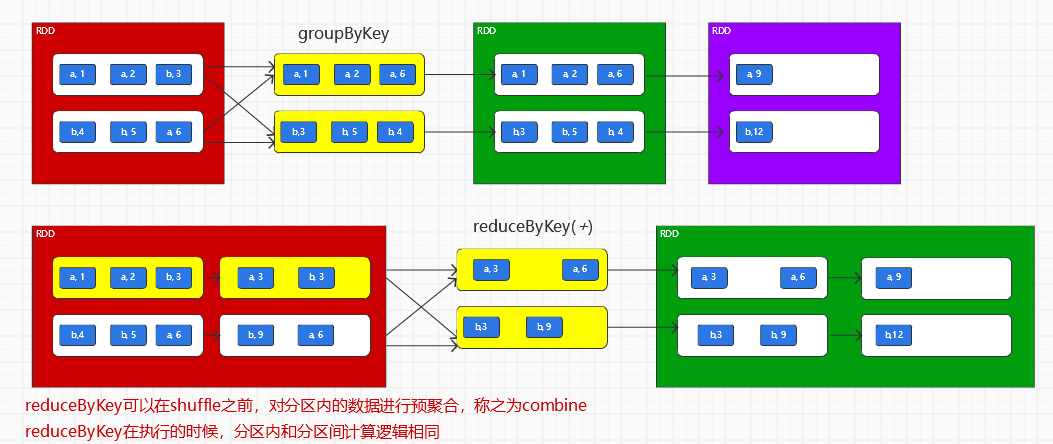 RDD
groupByKey
RDD
RDD
a, 1 a, 2 b, 3
a, 1 a, 2 a, 6
a, 1 a, 2 a, 6
a, 9
b,4 b, 5 a, 6
b,3 b, 5 b, 4
b,3 b, 5 b, 4
b,12
RDD
reduceByKey(+)
RDD
a, 1 a, 2 b, 3
a, 3 b, 3
a, 3 a, 6
a, 3 a, 6
a, 9
b,4 b, 5 a, 6
b, 9 a, 6
b,3 b, 9
b,3 b, 9
b,12
reduceByKey可以在shuffle之前，对分区内的数据进行预聚合，称之为combine
reduceByKey在执行的时候，分区内和分区间计算逻辑相同